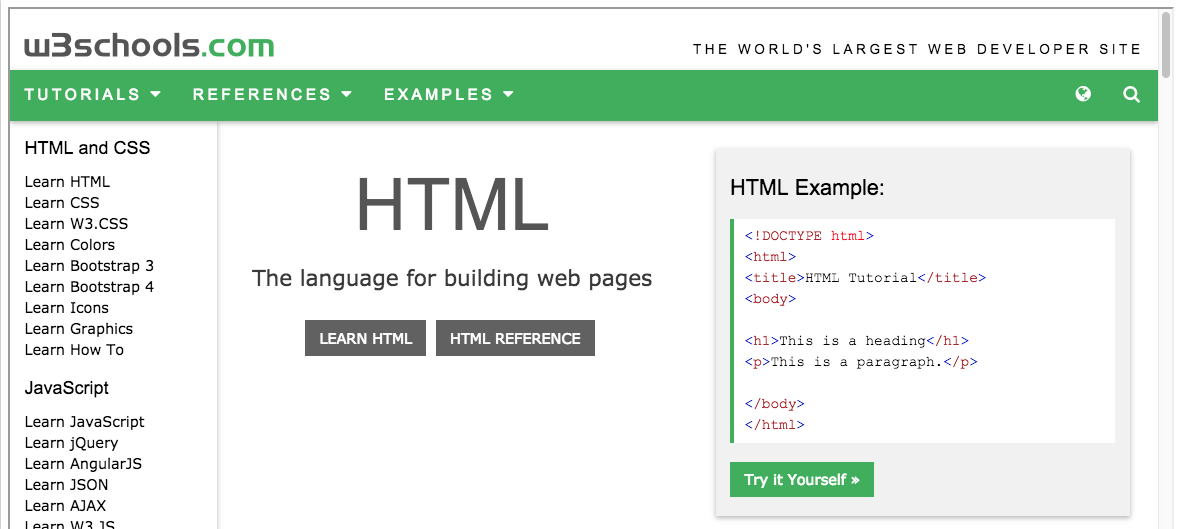 w3schools.com
THE WORLD'S LARGEST WEB DEVELOPER SITE
TUTORIALS REFERENCES EXAMPLES
HTML and CSS
Learn HTML
Learn CSS
Learn W3.CSS
Learn Colors
Learn Bootstrap 3
Learn Bootstrap 4
Learn Icons
Learn Graphics
Learn How To
JavaScript
Learn JavaScript
Learn jQuery
Learn AngularJS
Learn JSON
Learn AJAX
Learn W3.JS
HTML
The language for building web pages
LEARN HTML HTML REFERENCE
HTML Example:
<!DOCTYPE html>
<html>
<title>HTML Tutorial</title>
<body>
<h1>This is a heading</h1>
<p>This is a paragraph.</p>
</body>
</html>
Try it Yourself »